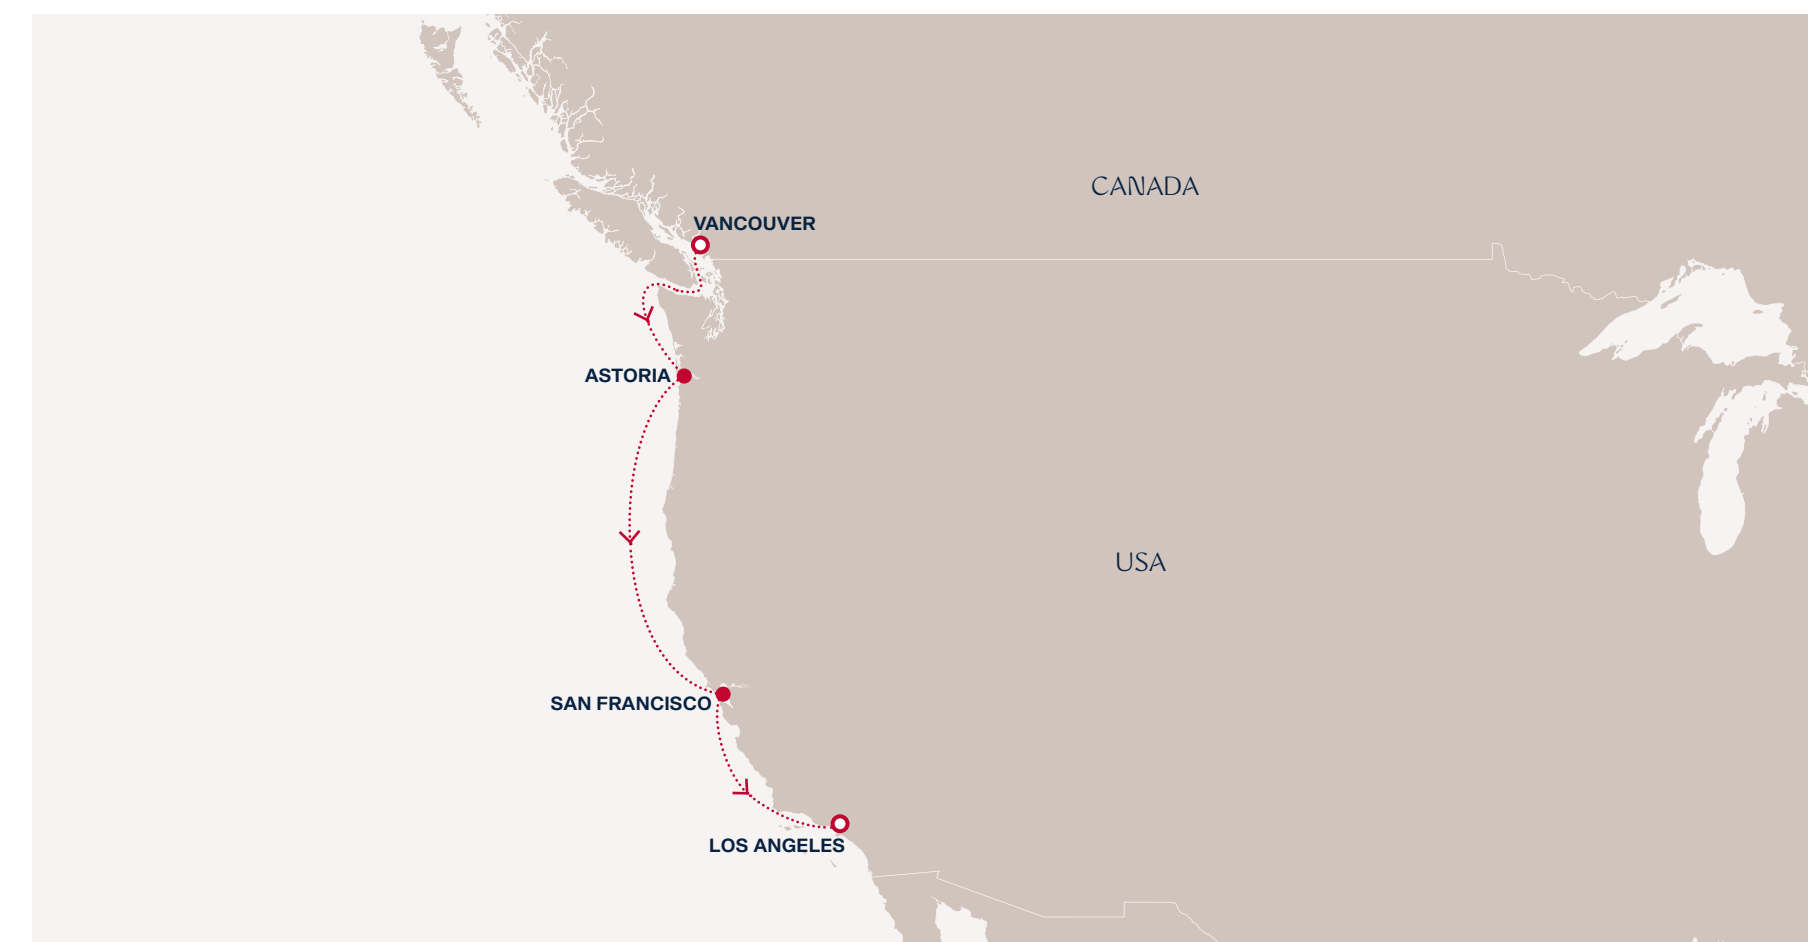 CANADA
VANCOUVER
ASTORIA
USA
SAN FRANCISCO
LOS ANGELES